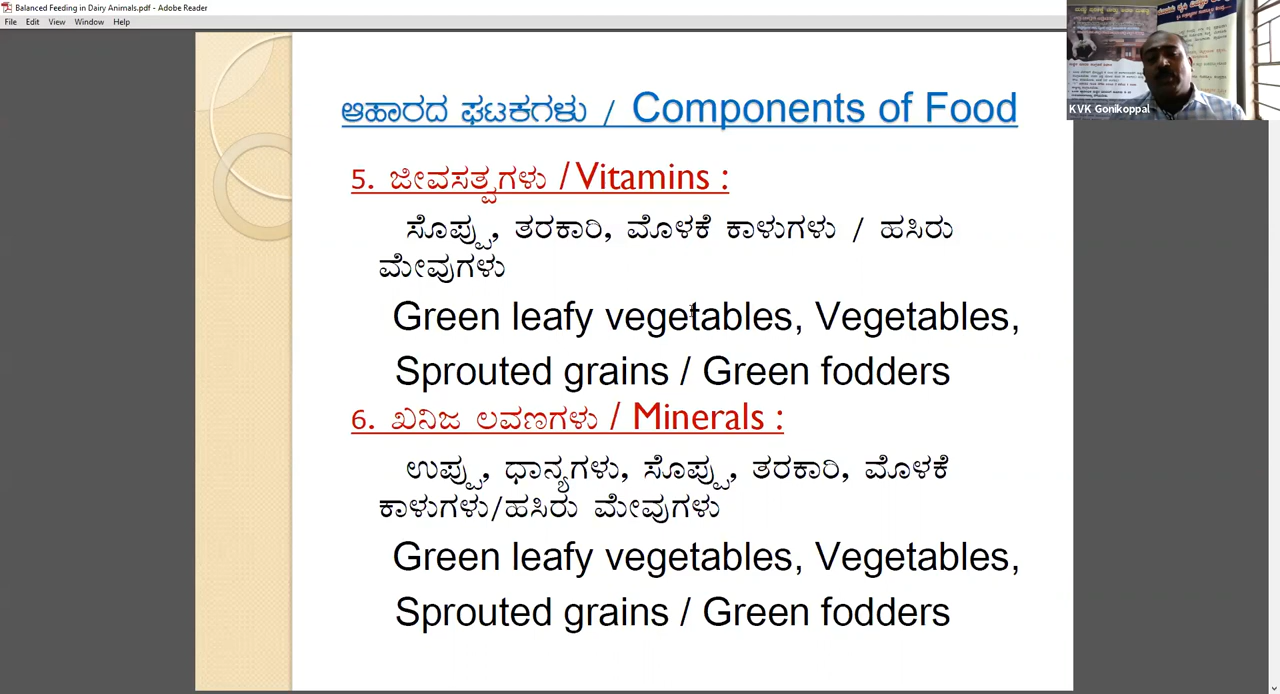 Balanced Feeding in Dairy Animals.pdf - Adobe Reader
File Edit View Window Help
KVK Gonikoppal
ಆಹಾರದ ಘಟಕಗಳು / Components of Food
5. ಜೀವಸತ್ವಗಳು / Vitamins :
ಸೊಪ್ಪು, ತರಕಾರಿ, ಮೊಳಕೆ ಕಾಳುಗಳು / ಹಸಿರು
ಮೇವುಗಳು
Green leafy vegetables, Vegetables,
Sprouted grains / Green fodders
6. ಖನಿಜ ಲವಣಗಳು / Minerals :
ಉಪ್ಪು, ಧಾನ್ಯಗಳು, ಸೊಪ್ಪು, ತರಕಾರಿ, ಮೊಳಕೆ
ಕಾಳುಗಳು/ಹಸಿರು ಮೇವುಗಳು
Green leafy vegetables, Vegetables,
Sprouted grains / Green fodders